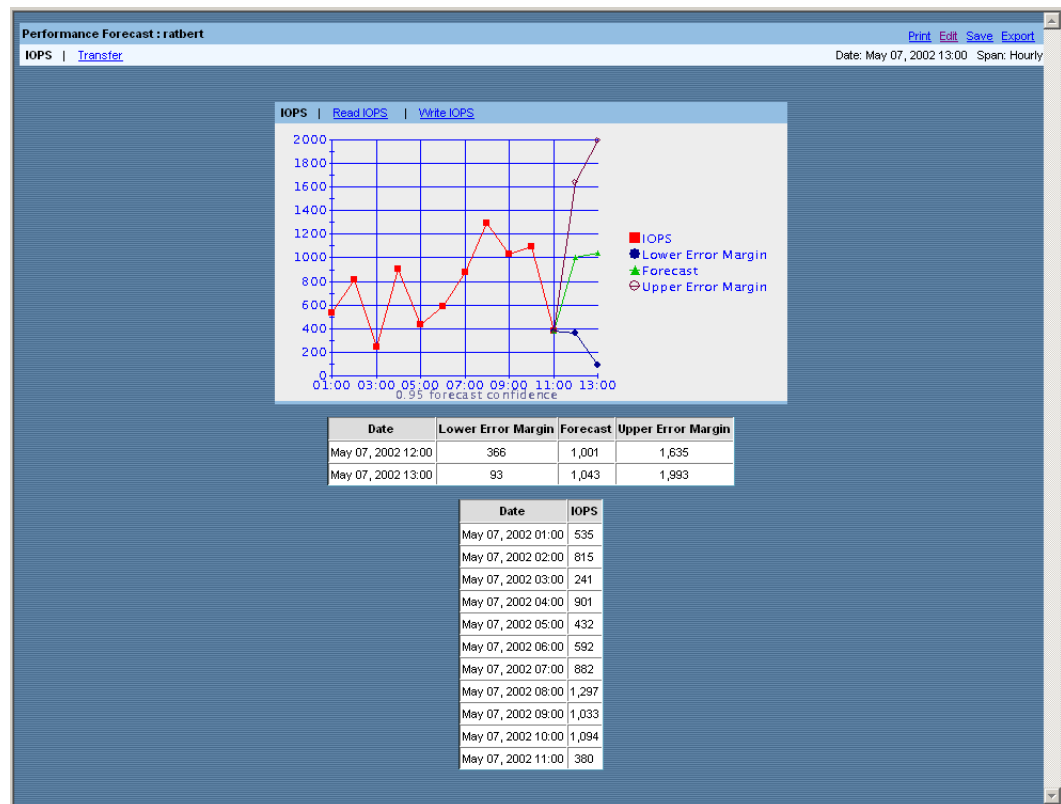 Performance Forecast : ratbert
Print Edit Save Export
IOPS | Transfer
Date: May 07, 2002 13:00 Span: Hourly
IOPS | Read IOPS | Write IOPS
2000
1800
1600
1400
1200
1000
800
600
400
200
0
01:00 03:00 05:00 07:00 09:00 11:00 13:00
0.95 forecast confidence
IOPS
Lower Error Margin
Forecast
Upper Error Margin
Date Lower Error Margin Forecast Upper Error Margin
May 07, 2002 12:00 366 1,001 1,635
May 07, 2002 13:00 93 1,043 1,993
Date IOPS
May 07, 2002 01:00 535
May 07, 2002 02:00 815
May 07, 2002 03:00 241
May 07, 2002 04:00 901
May 07, 2002 05:00 432
May 07, 2002 06:00 592
May 07, 2002 07:00 882
May 07, 2002 08:00 1,297
May 07, 2002 09:00 1,033
May 07, 2002 10:00 1,094
May 07, 2002 11:00 380